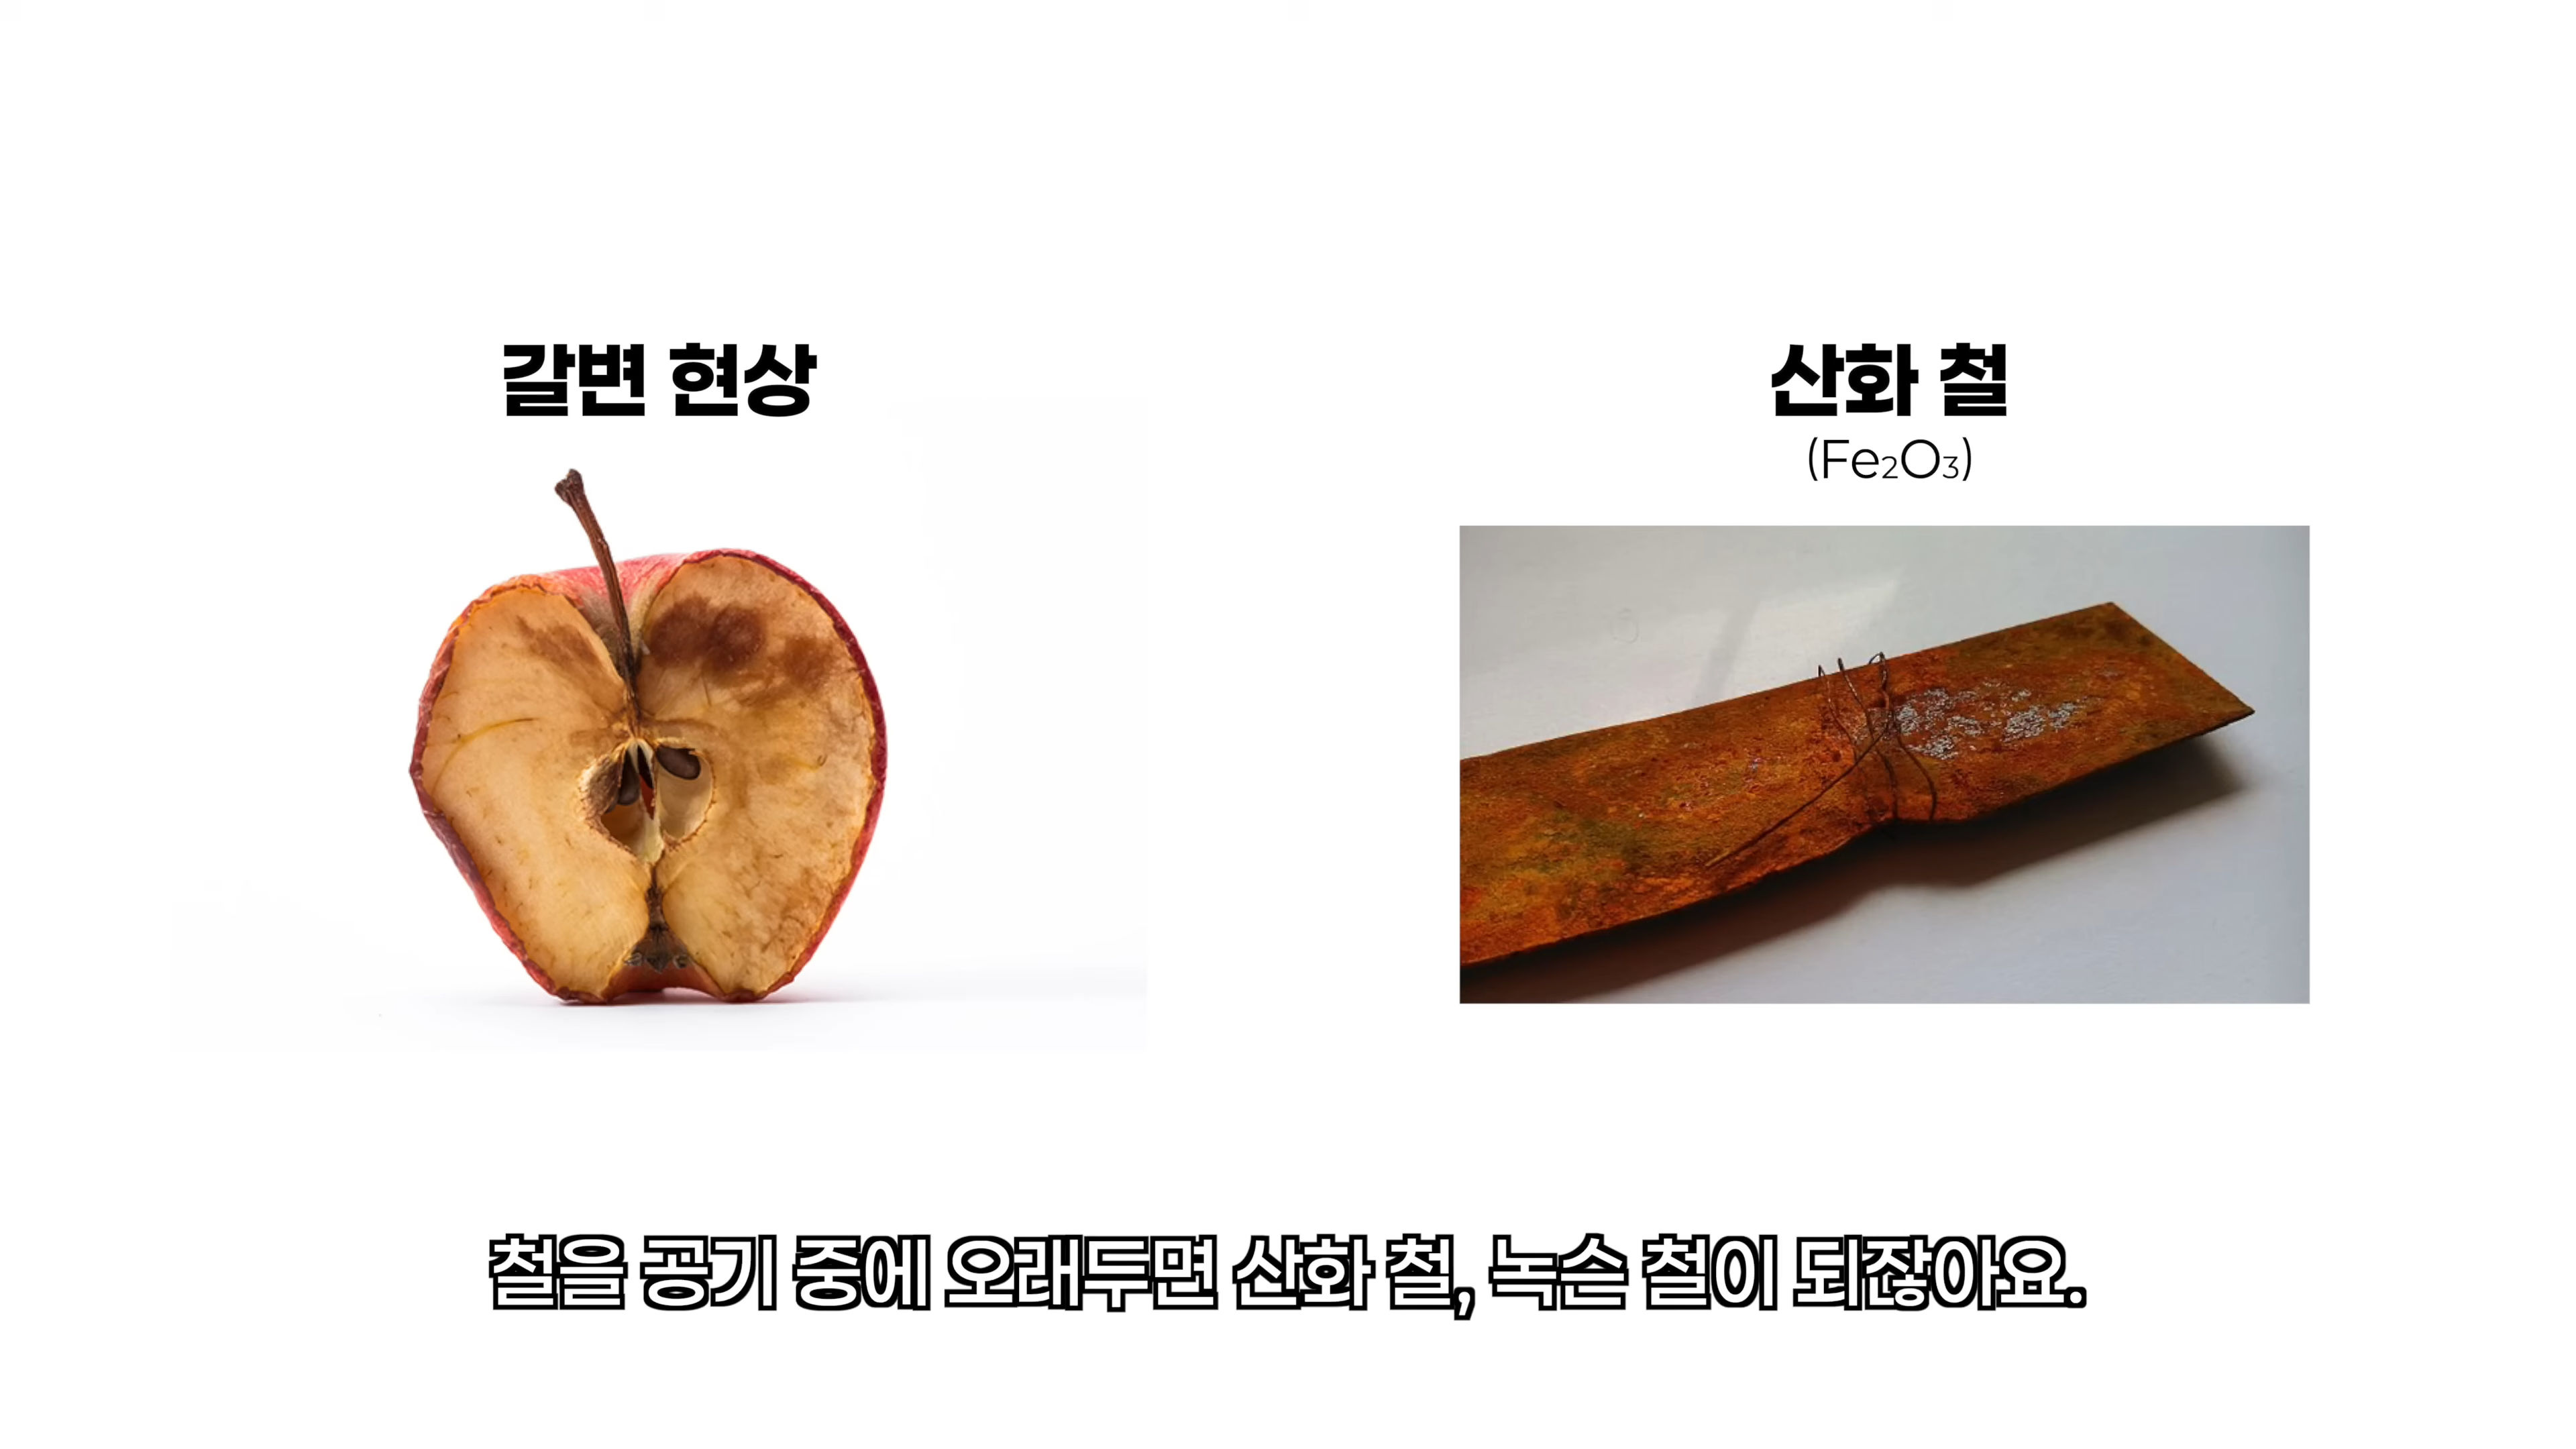 갈변 현상
산화 철
(Fe₂O₃)
철을 공기 중에 오래두면 산화 철, 녹슨 철이 되잖아요.